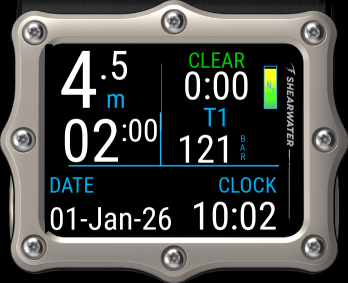 4.5 m
02:00
CLEAR
0:00
N₂
T1
121 BAR
SHEARWATER
DATE
CLOCK
01-Jan-26
10:02